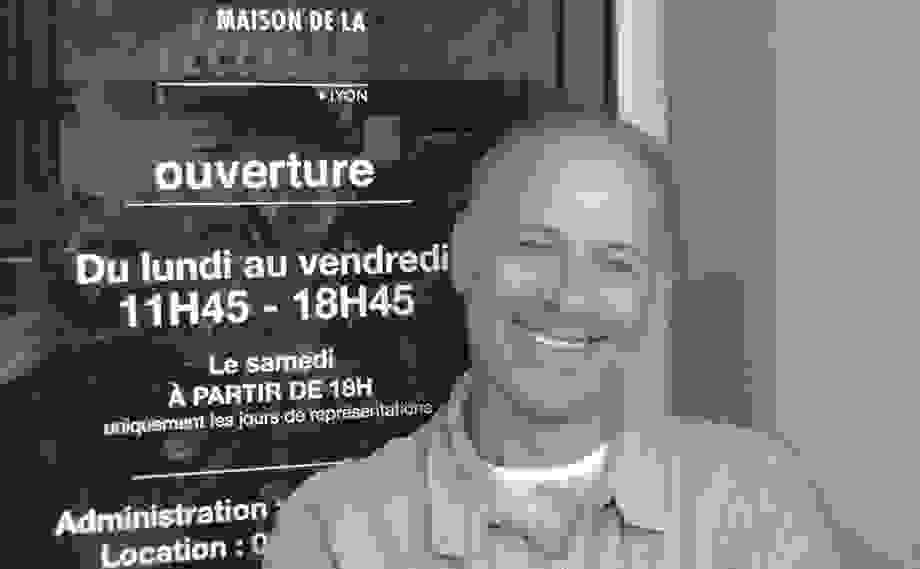 MAISON DE LA
LYON
ouverture
Du lundi au vendredi
11H45 - 18H45
Le samedi
À PARTIR DE 18H
uniquement les jours de représentations
Administration :
Location : 0